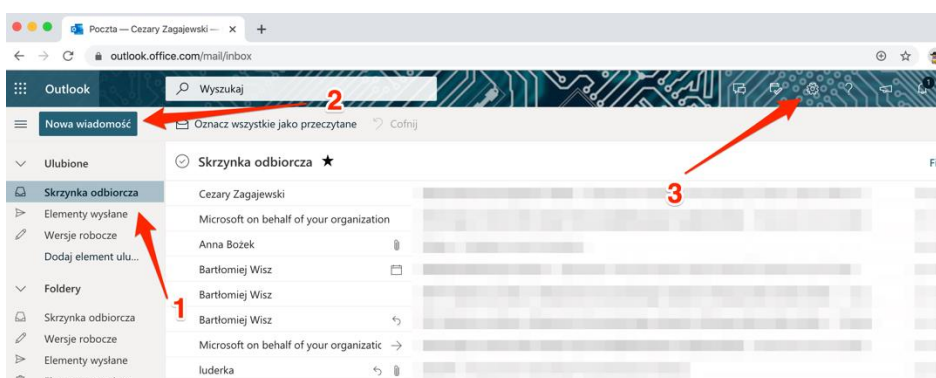 Poczta — Cezary Zagajewski —
outlook.office.com/mail/inbox
Outlook
Wyszukaj
2
Nowa wiadomość
Oznacz wszystkie jako przeczytane
Cofnij
Ulubione
Skrzynka odbiorcza ★
3
Skrzynka odbiorcza
Cezary Zagajewski
Elementy wysłane
Microsoft on behalf of your organization
Wersje robocze
Anna Bożek
Dodaj element ulu...
Bartłomiej Wisz
Foldery
Bartłomiej Wisz
1
Skrzynka odbiorcza
Bartłomiej Wisz
Wersje robocze
Microsoft on behalf of your organizatic
Elementy wysłane
luderka